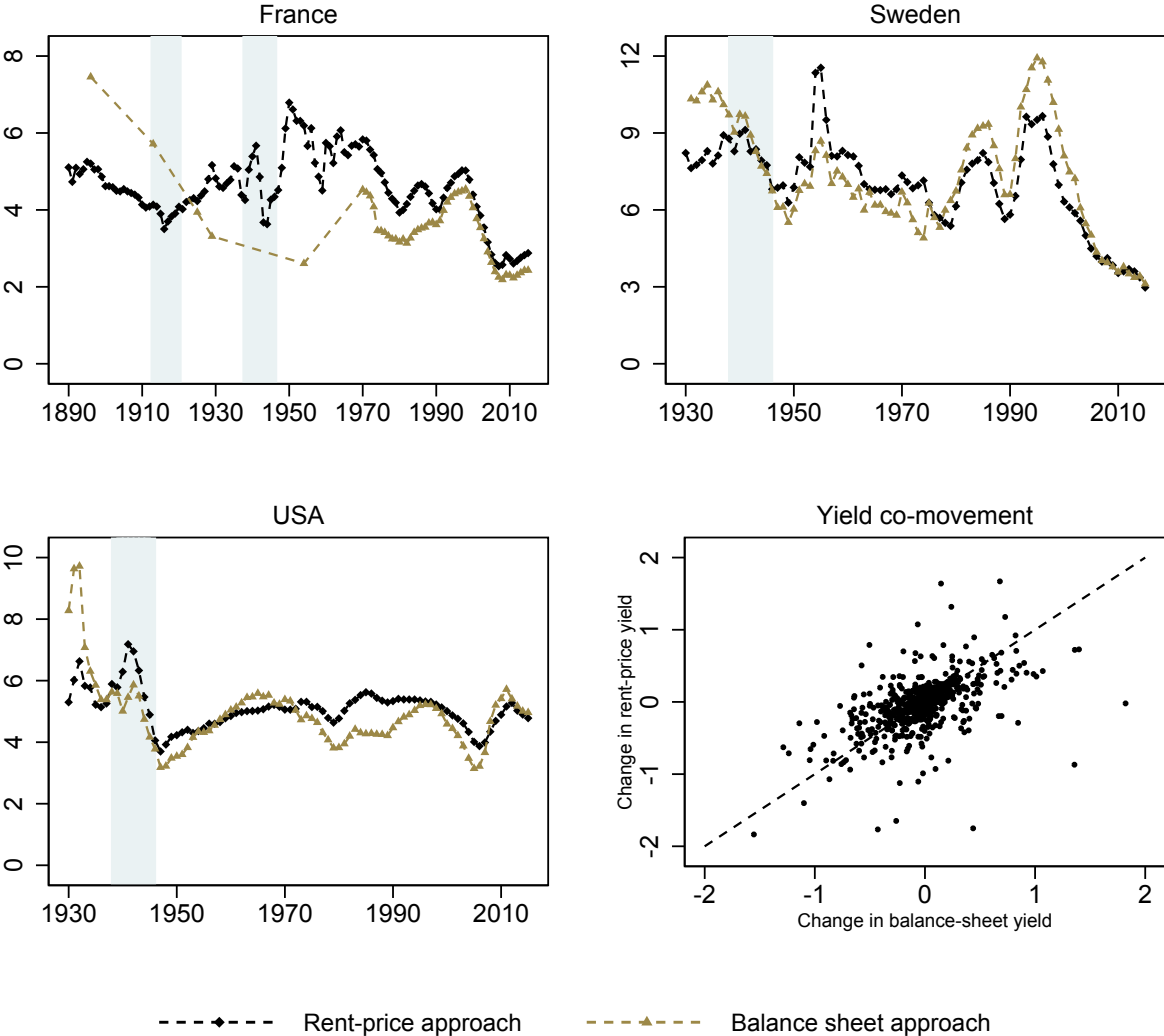 France
8
6
4
2
0
1890 1910 1930 1950 1970 1990 2010
Sweden
12
9
6
3
0
1930 1950 1970 1990 2010
USA
10
8
6
4
2
0
1930 1950 1970 1990 2010
Yield co-movement
Change in rent-price yield
2
1
0
-1
-2
-2 -1 0 1 2
Change in balance-sheet yield
Rent-price approach Balance sheet approach